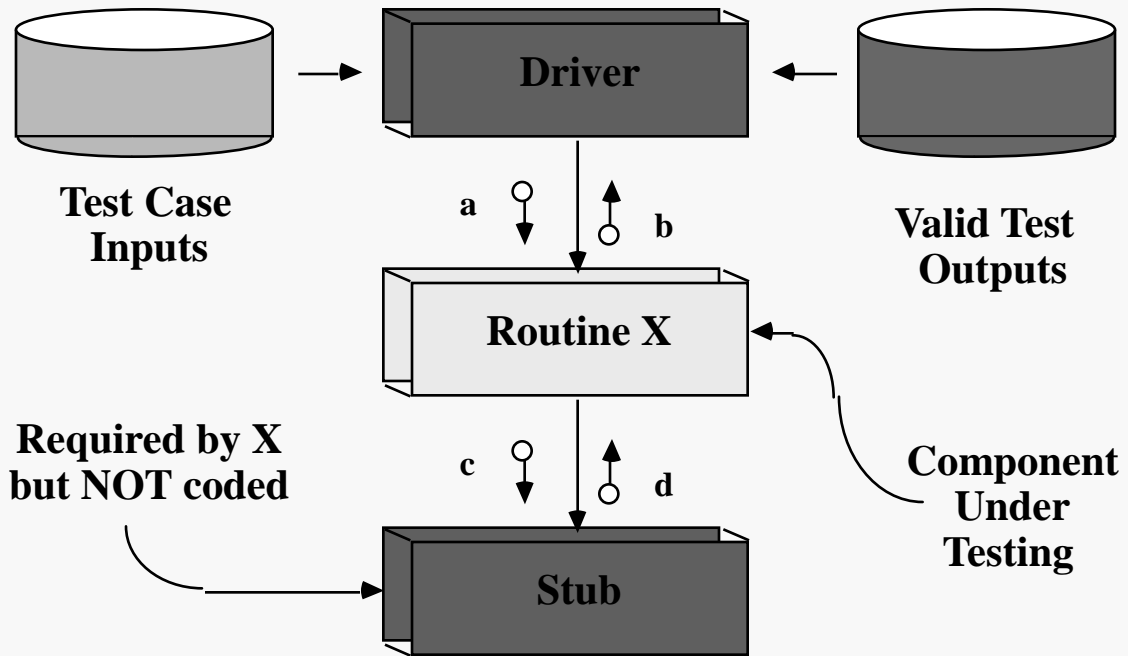 Driver
Test Case
Inputs
a
b
Valid Test
Outputs
Routine X
Required by X
but NOT coded
c
d
Component
Under
Testing
Stub